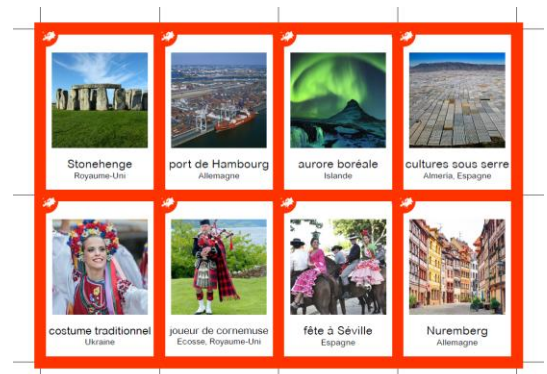 Stonehenge
Royaume-Uni
port de Hambourg
Allemagne
aurore boréale
Islande
cultures sous serre
Almeria, Espagne
costume traditionnel
Ukraine
joueur de cornemuse
Ecosse, Royaume-Uni
fête à Séville
Espagne
Nuremberg
Allemagne